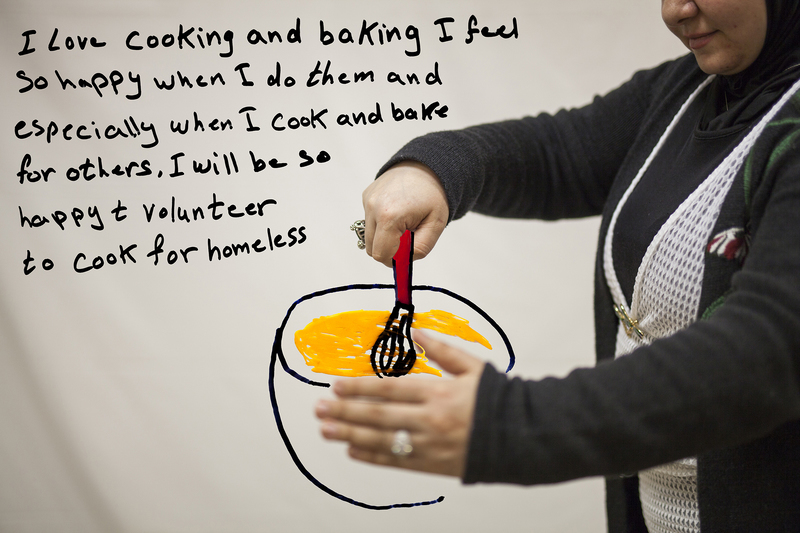 I Love cooking and baking I feel
So happy when I do them and
especially when I cook and bake
for others. I will be so
happy t volunteer
to cook for homeless